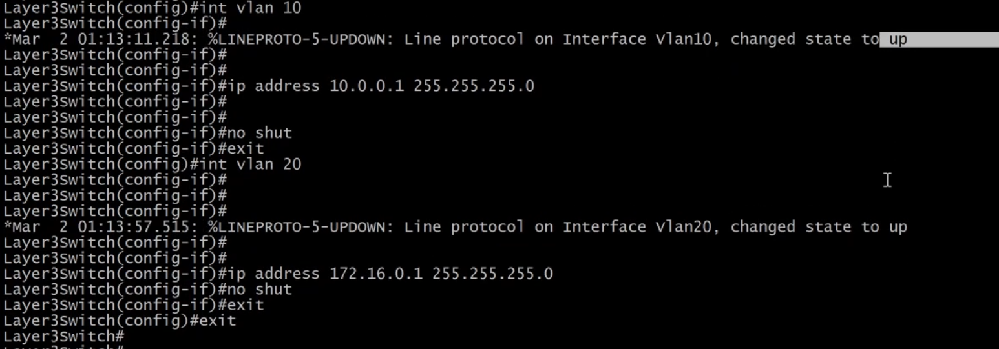 Layer3Switch(config)#int vlan 10
Layer3Switch(config-if)#
*Mar  2 01:13:11.218: %LINEPROTO-5-UPDOWN: Line protocol on Interface Vlan10, changed state to up
Layer3Switch(config-if)#
Layer3Switch(config-if)#
Layer3Switch(config-if)#ip address 10.0.0.1 255.255.255.0
Layer3Switch(config-if)#
Layer3Switch(config-if)#
Layer3Switch(config-if)#no shut
Layer3Switch(config-if)#exit
Layer3Switch(config)#int vlan 20
Layer3Switch(config-if)#
Layer3Switch(config-if)#
Layer3Switch(config-if)#
*Mar  2 01:13:57.515: %LINEPROTO-5-UPDOWN: Line protocol on Interface Vlan20, changed state to up
Layer3Switch(config-if)#
Layer3Switch(config-if)#
Layer3Switch(config-if)#ip address 172.16.0.1 255.255.255.0
Layer3Switch(config-if)#no shut
Layer3Switch(config-if)#exit
Layer3Switch(config)#exit
Layer3Switch#
Layer3Switch#